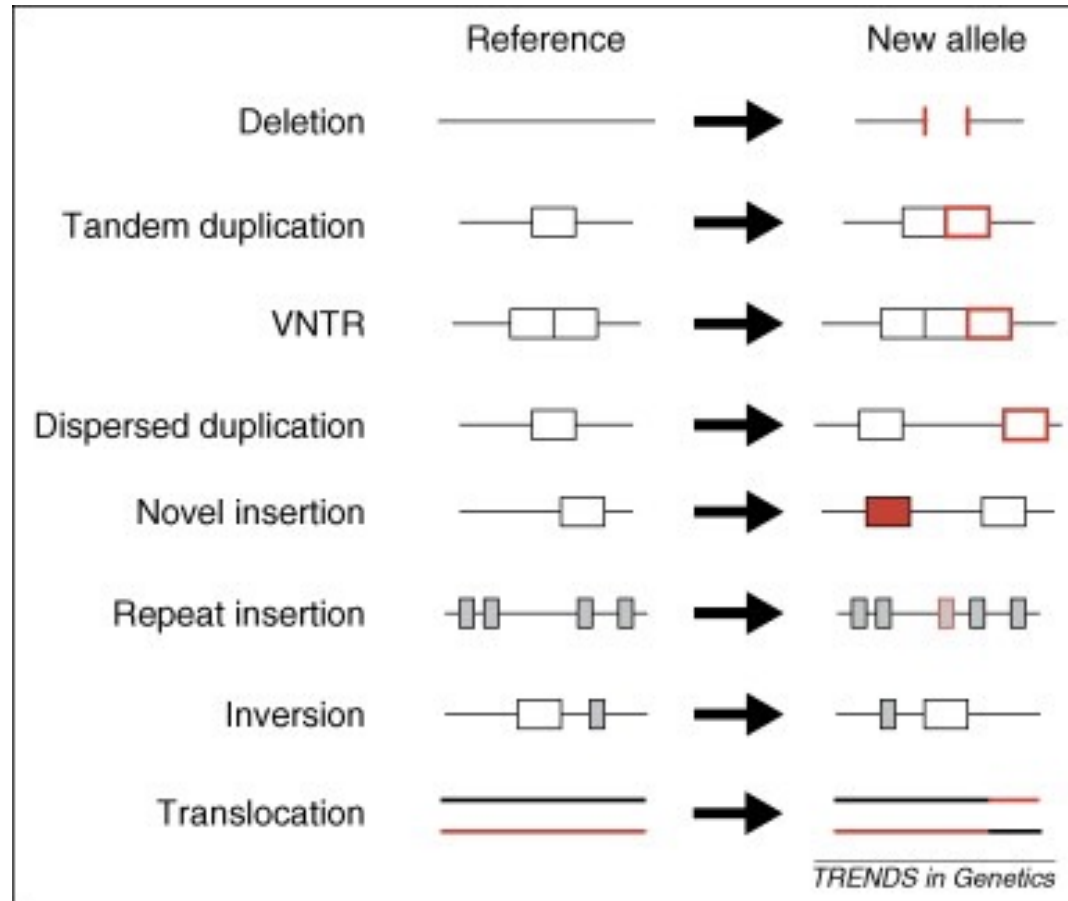 Reference New allele
Deletion
Tandem duplication
VNTR
Dispersed duplication
Novel insertion
Repeat insertion
Inversion
Translocation
TRENDS in Genetics